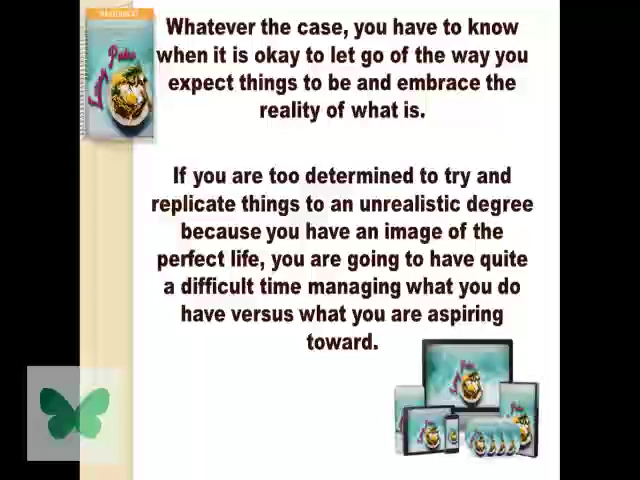 Whatever the case, you have to know
when it is okay to let go of the way you
expect things to be and embrace the
reality of what is.
If you are too determined to try and
replicate things to an unrealistic degree
because you have an image of the
perfect life, you are going to have quite
a difficult time managing what you do
have versus what you are aspiring
toward.